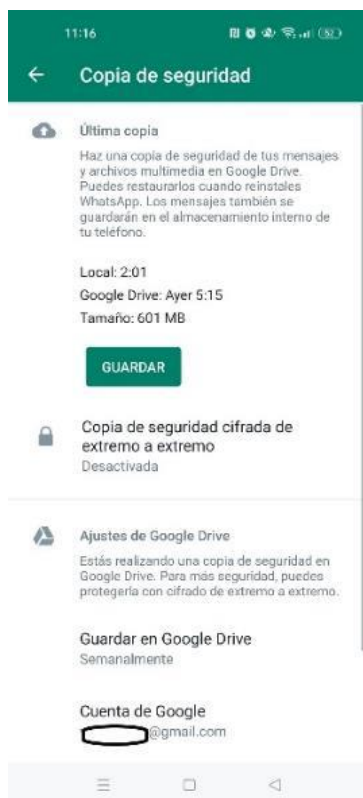 11:16
Copia de seguridad
Última copia
Haz una copia de seguridad de tus mensajes
y archivos multimedia en Google Drive.
Puedes restaurarlos cuando reinstales
WhatsApp. Los mensajes también se
guardarán en el almacenamiento interno de
tu teléfono.
Local: 2:01
Google Drive: Ayer 5:15
Tamaño: 601 MB
GUARDAR
Copia de seguridad cifrada de
extremo a extremo
Desactivada
Ajustes de Google Drive
Estás realizando una copia de seguridad en
Google Drive. Para más seguridad, puedes
protegerla con cifrado de extremo a extremo.
Guardar en Google Drive
Semanalmente
Cuenta de Google
@gmail.com